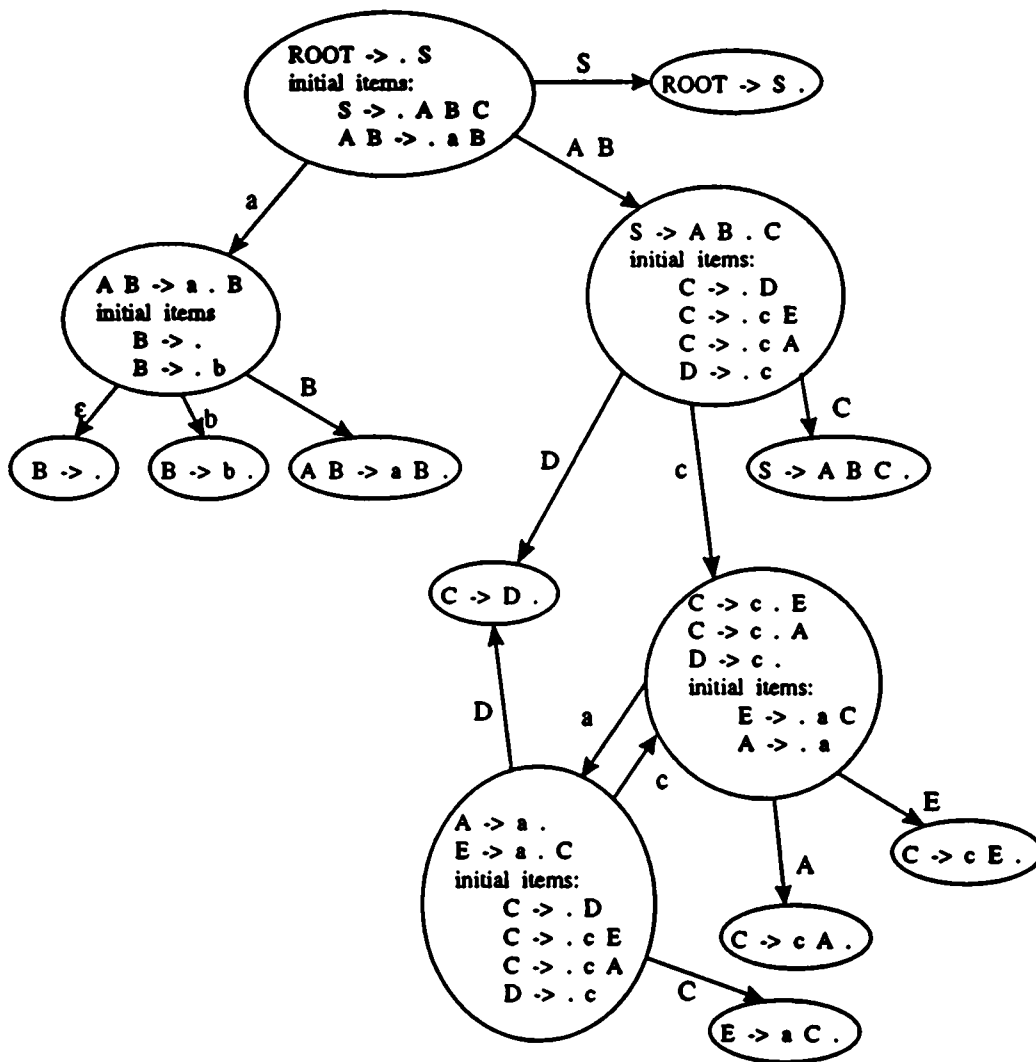 ROOT -> . S
initial items:
S -> . A B C
A B -> . a B
S
ROOT -> S .
A B
a
A B -> a . B
initial items
B -> .
B -> . b
S -> A B . C
initial items:
C -> . D
C -> . c E
C -> . c A
D -> . c
ε
b
B
B -> .
B -> b .
A B -> a B .
D
c
C
S -> A B C .
C -> D .
C -> c . E
C -> c . A
D -> c .
initial items:
E -> . a C
A -> . a
D
a
c
A -> a .
E -> a . C
initial items:
C -> . D
C -> . c E
C -> . c A
D -> . c
E
C -> c E .
A
C -> c A .
C
E -> a C .